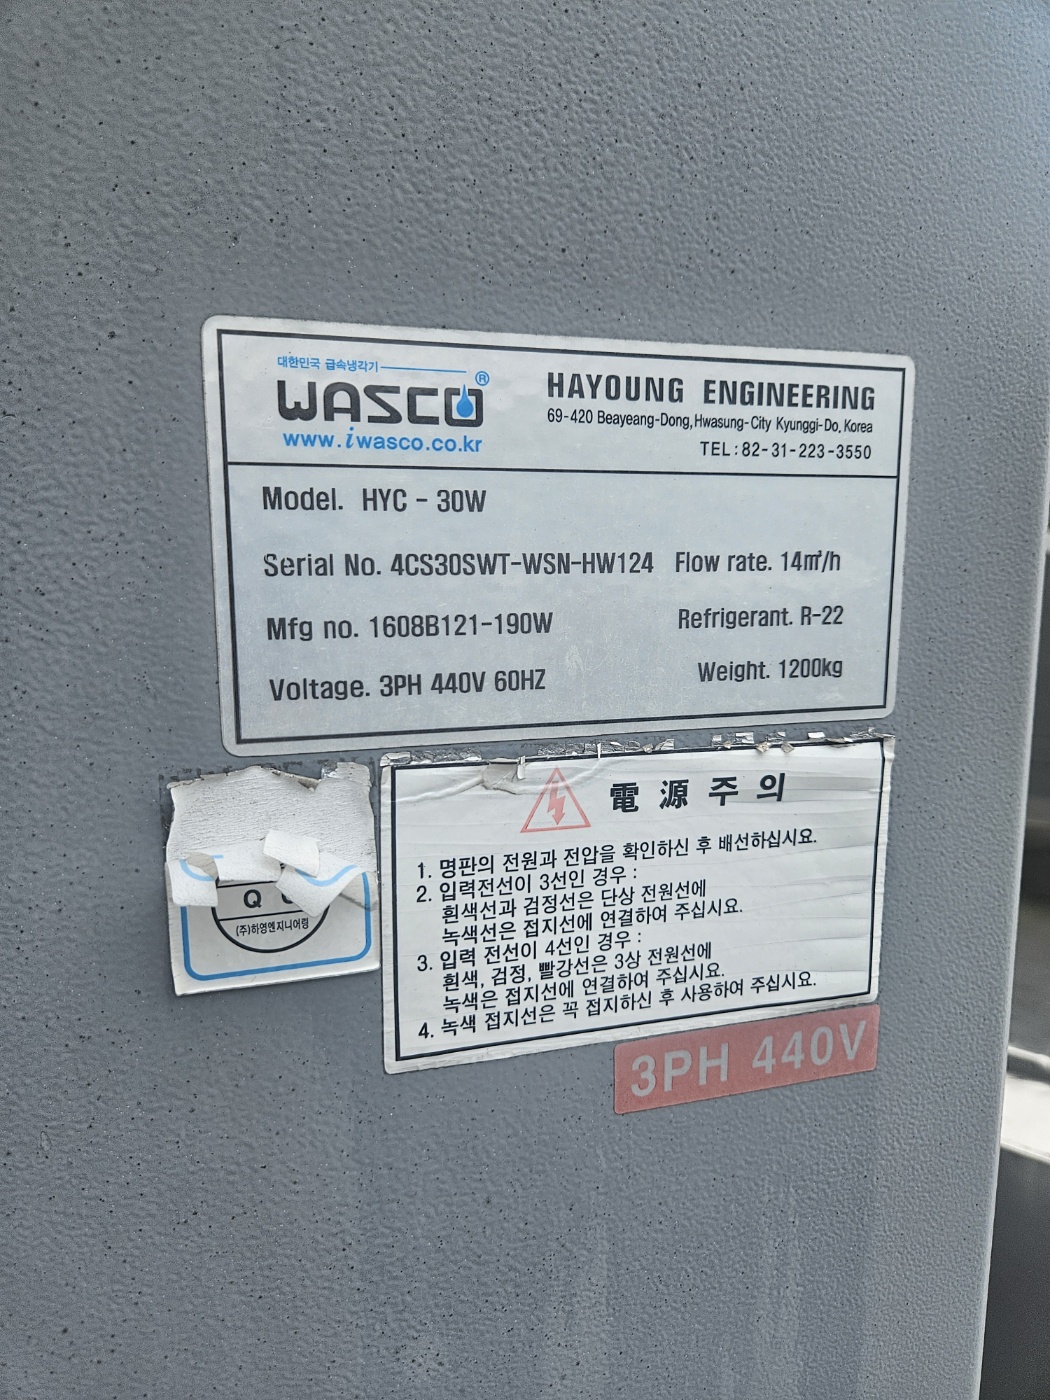 대한민국 급속냉각기
WASCO®
www.iwasco.co.kr
HAYOUNG ENGINEERING
69-420 Beayeang-Dong,Hwasung-City Kyunggi-Do, Korea
TEL : 82-31-223-3550
Model. HYC - 30W
Serial No. 4CS30SWT-WSN-HW124 Flow rate. 14㎥/h
Mfg no. 1608B121-190W Refrigerant. R-22
Voltage. 3PH 440V 60HZ Weight. 1200kg
Q
(주)하영엔지니어링
電源주의
1. 명판의 전원과 전압을 확인하신 후 배선하십시요.
2. 입력전선이 3선인 경우 :
흰색선과 검정선은 단상 전원선에
녹색선은 접지선에 연결하여 주십시요.
3. 입력 전선이 4선인 경우 :
흰색, 검정, 빨강선은 3상 전원선에
녹색은 접지선에 연결하여 주십시요.
4. 녹색 접지선은 꼭 접지하신 후 사용하여 주십시요.
3PH 440V